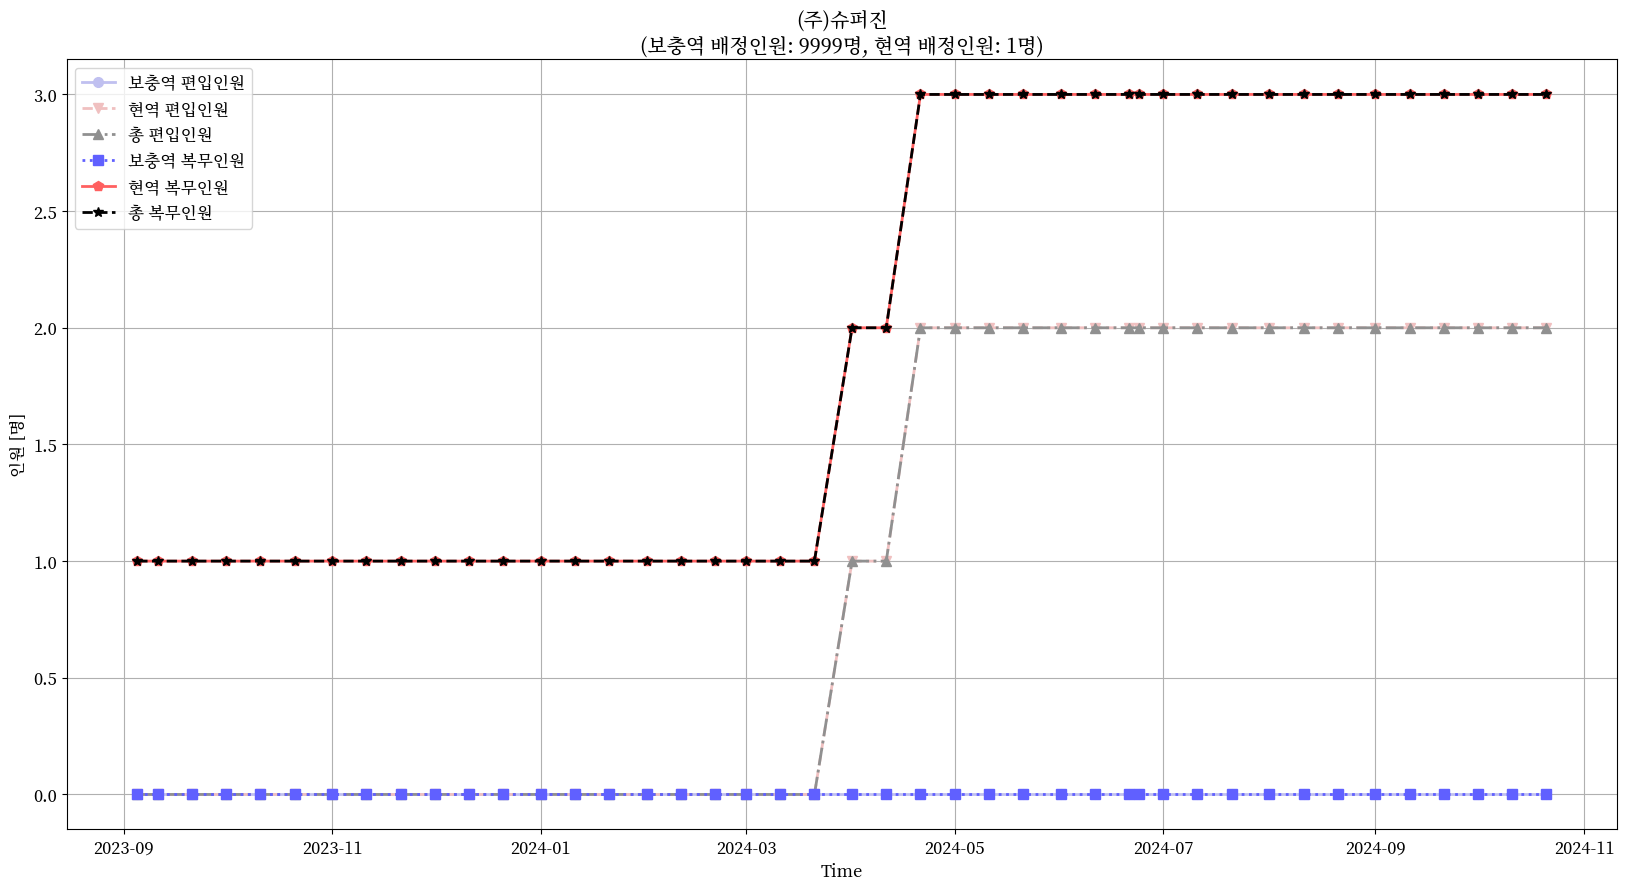 (주)슈퍼진
(보충역 배정인원: 9999명, 현역 배정인원: 1명)
보충역 편입인원
현역 편입인원
총 편입인원
보충역 복무인원
현역 복무인원
총 복무인원
3.0
2.5
2.0
1.5
1.0
0.5
0.0
인원 [명]
2023-09
2023-11
2024-01
2024-03
2024-05
2024-07
2024-09
2024-11
Time